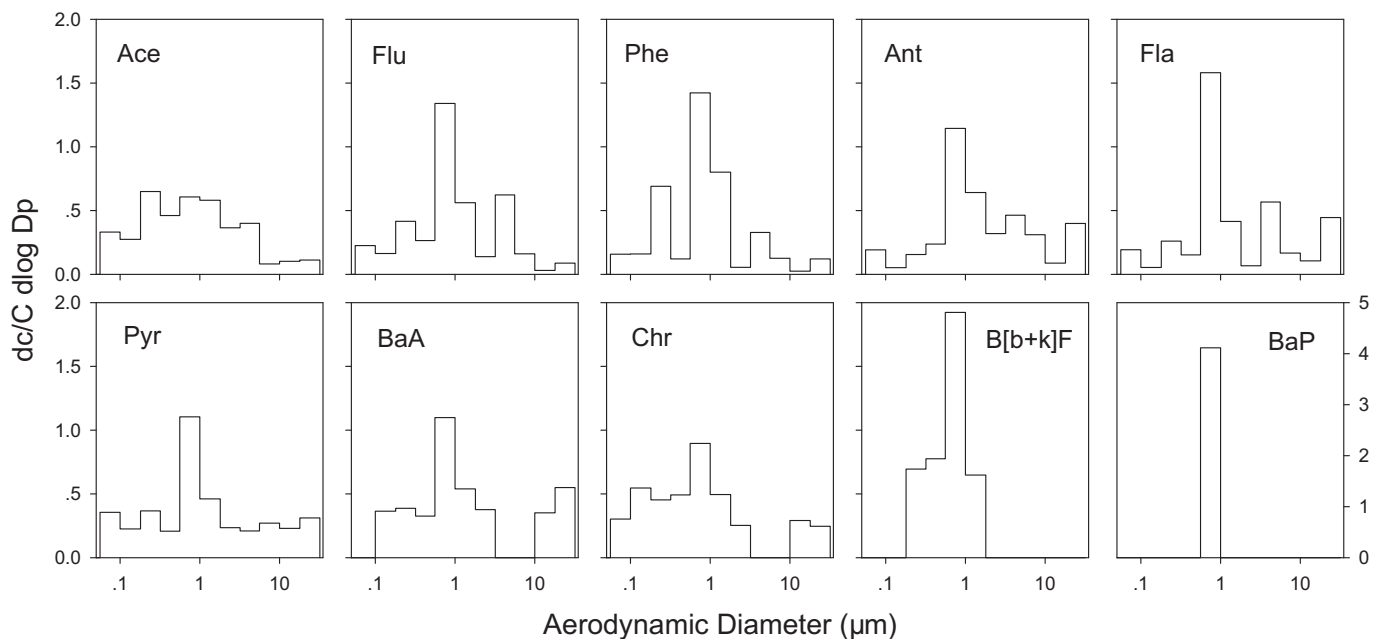 2.0
Ace
Flu
Phe
Ant
Fla
1.5
1.0
.5
0.0
dc/C dlog Dp
2.0
Pyr
BaA
Chr
B[b+k]F
BaP
5
1.5
4
3
1.0
2
.5
1
0.0
0
.1 1 10 .1 1 10 .1 1 10 .1 1 10 .1 1 10
Aerodynamic Diameter (µm)